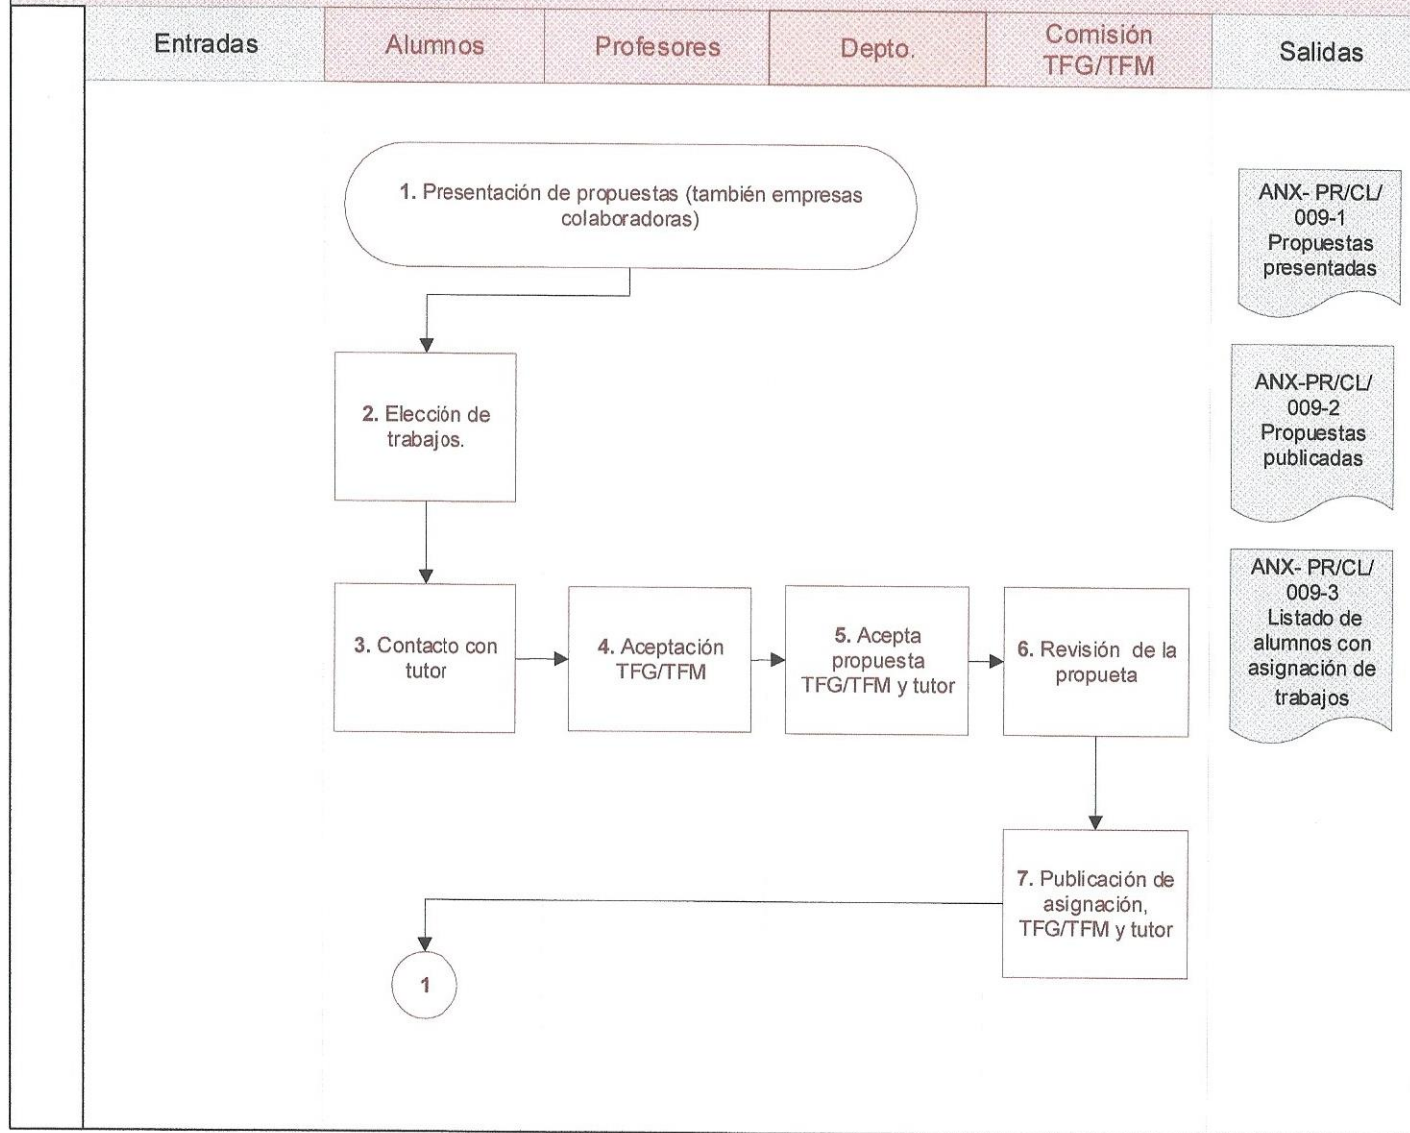 Entradas
Alumnos
Profesores
Depto.
Comisión
TFG/TFM
Salidas
1. Presentación de propuestas (también empresas
colaboradoras)
ANX- PR/CL/
009-1
Propuestas
presentadas
2. Elección de
trabajos.
ANX-PR/CL/
009-2
Propuestas
publicadas
3. Contacto con
tutor
4. Aceptación
TFG/TFM
5. Acepta
propuesta
TFG/TFM y tutor
6. Revisión de la
propueta
ANX- PR/CL/
009-3
Listado de
alumnos con
asignación de
trabajos
7. Publicación de
asignación,
TFG/TFM y tutor
1